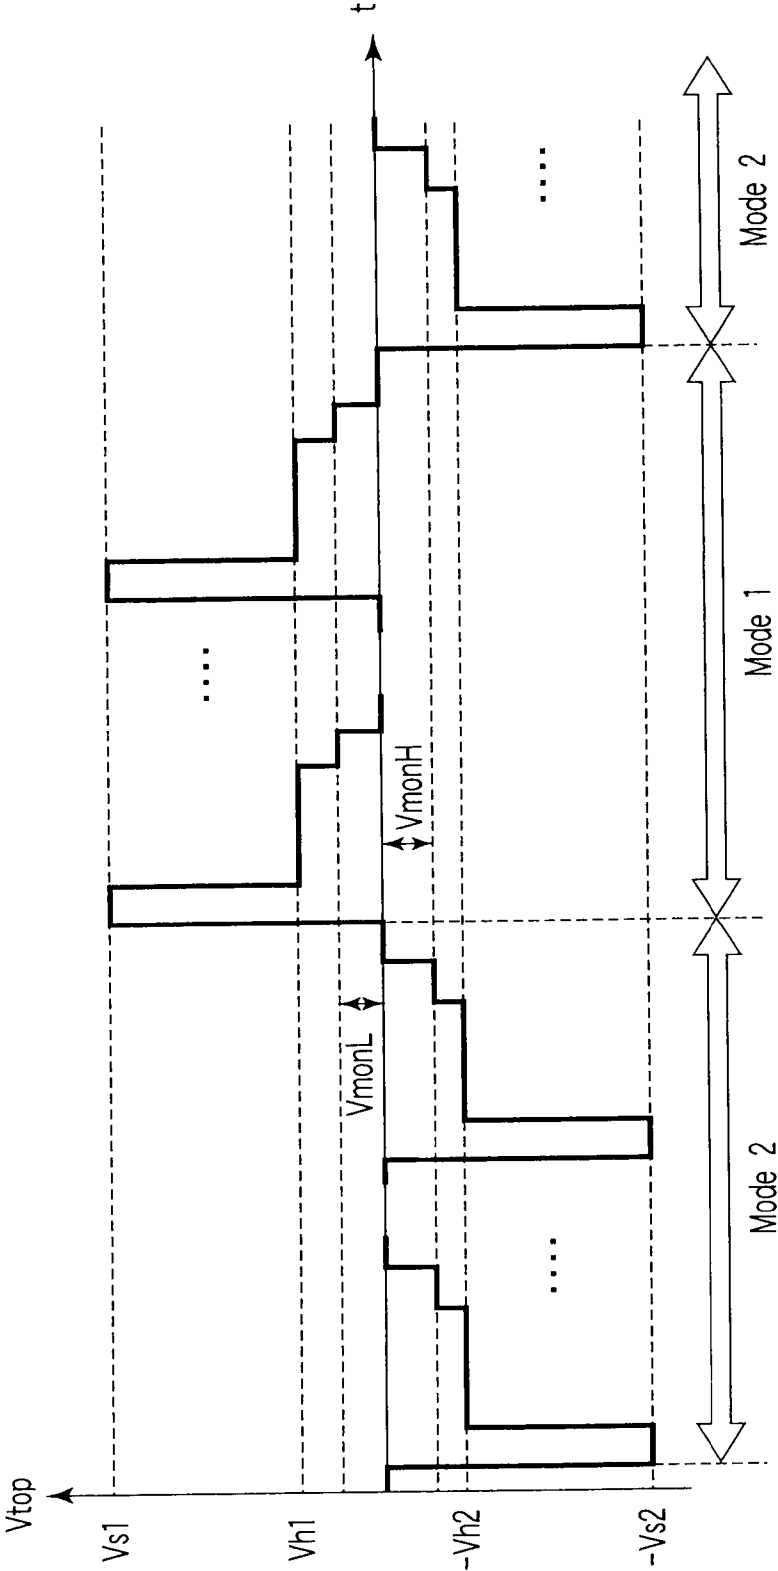 Vtop
Vs1
Vh1
-Vh2
-Vs2
VmonL
VmonH
....
....
....
t
Mode 2
Mode 1
Mode 2